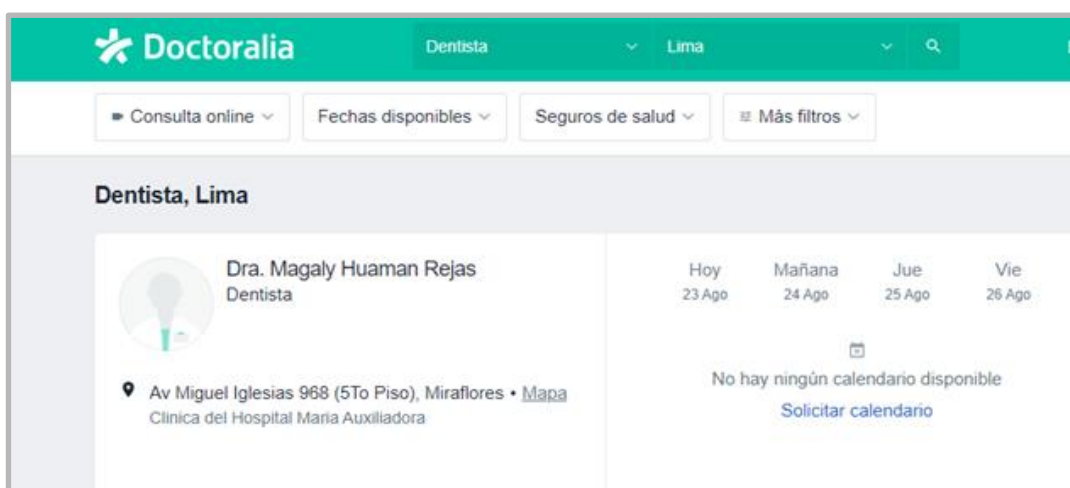 Doctoralia
Dentista
Lima
Consulta online
Fechas disponibles
Seguros de salud
Más filtros
Dentista, Lima
Dra. Magaly Huaman Rejas
Dentista
Av Miguel Iglesias 968 (5To Piso), Miraflores • Mapa
Clinica del Hospital Maria Auxiliadora
Hoy Mañana Jue Vie
23 Ago 24 Ago 25 Ago 26 Ago
No hay ningún calendario disponible
Solicitar calendario